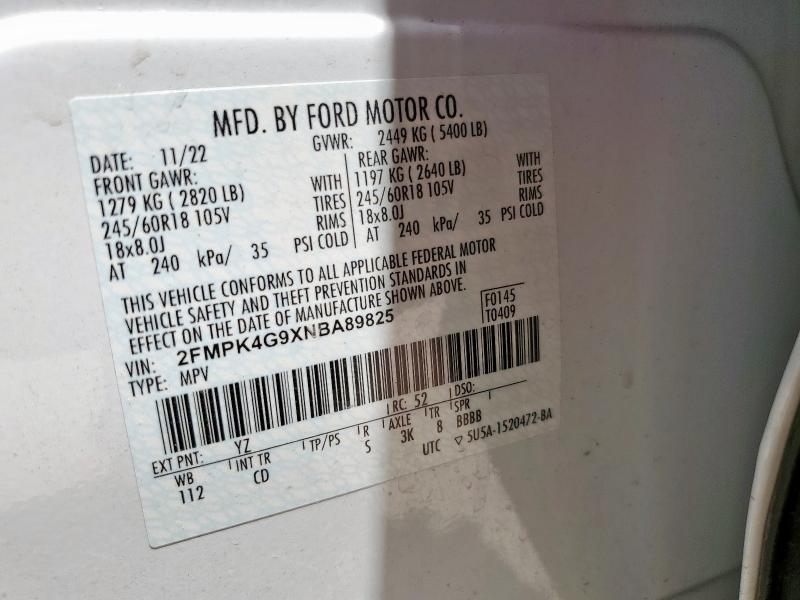 MFD. BY FORD MOTOR CO.
DATE: 11/22 GVWR: 2449 KG ( 5400 LB)
FRONT GAWR: REAR GAWR:
1279 KG ( 2820 LB) WITH 1197 KG ( 2640 LB) WITH
245/60R18 105V TIRES 245/60R18 105V TIRES
18x8.0J RIMS 18x8.0J RIMS
AT 240 kPa/ 35 PSI COLD AT 240 kPa/ 35 PSI COLD
THIS VEHICLE CONFORMS TO ALL APPLICABLE FEDERAL MOTOR
VEHICLE SAFETY AND THEFT PREVENTION STANDARDS IN
EFFECT ON THE DATE OF MANUFACTURE SHOWN ABOVE.
F0145
VIN: 2FMPK4G9XNBA89825 T0409
TYPE: MPV
RC: 52 DSO:
EXT PNT: YZ
WB INT TR TP/PS R AXLE TR SPR
112 CD S 3K 8 BBBB
UTC ▽ 5U5A-1520472-BA